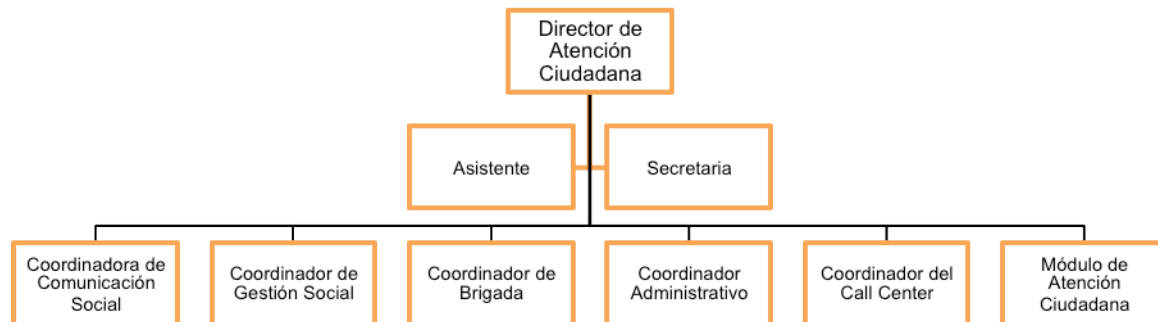 Director de
Atención
Ciudadana
Asistente
Secretaria
Coordinadora de
Comunicación
Social
Coordinador de
Gestión Social
Coordinador de
Brigada
Coordinador
Administrativo
Coordinador del
Call Center
Módulo de
Atención
Ciudadana